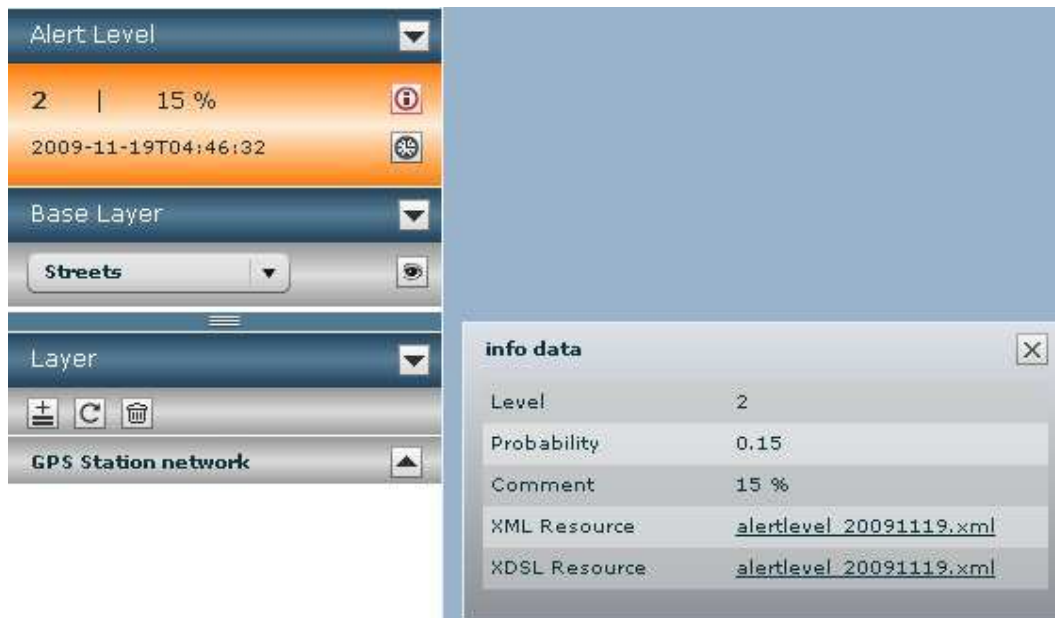 Alert Level
2 | 15 %
2009-11-19T04:46:32
Base Layer
Streets
Layer
GPS Station network
info data
Level 2
Probability 0.15
Comment 15 %
XML Resource alertlevel_20091119.xml
XDSL Resource alertlevel_20091119.xml